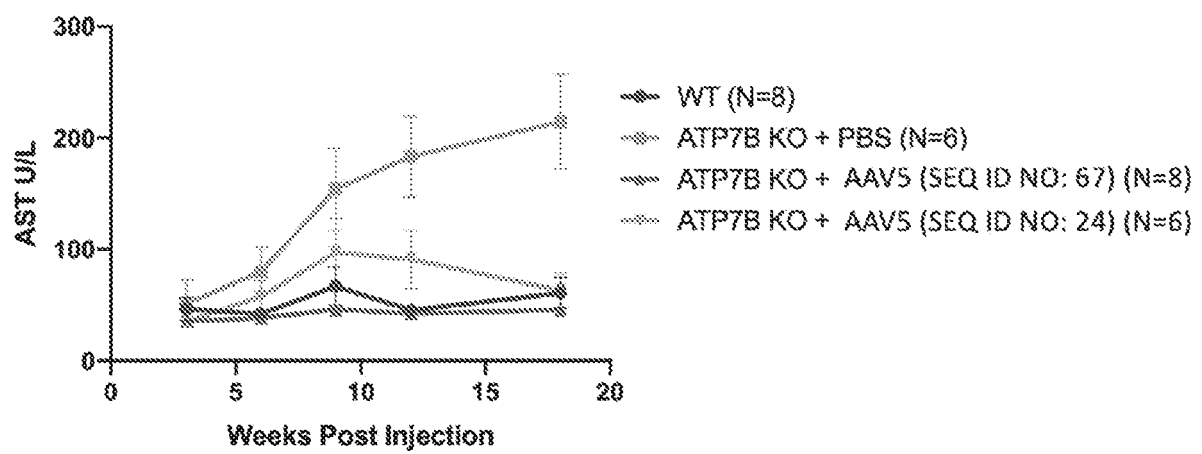 300
200
100
0
AST U/L
0 5 10 15 20
Weeks Post Injection
WT (N=8)
ATP7B KO + PBS (N=6)
ATP7B KO + AAV5 (SEQ ID NO: 67) (N=8)
ATP7B KO + AAV5 (SEQ ID NO: 24) (N=6)